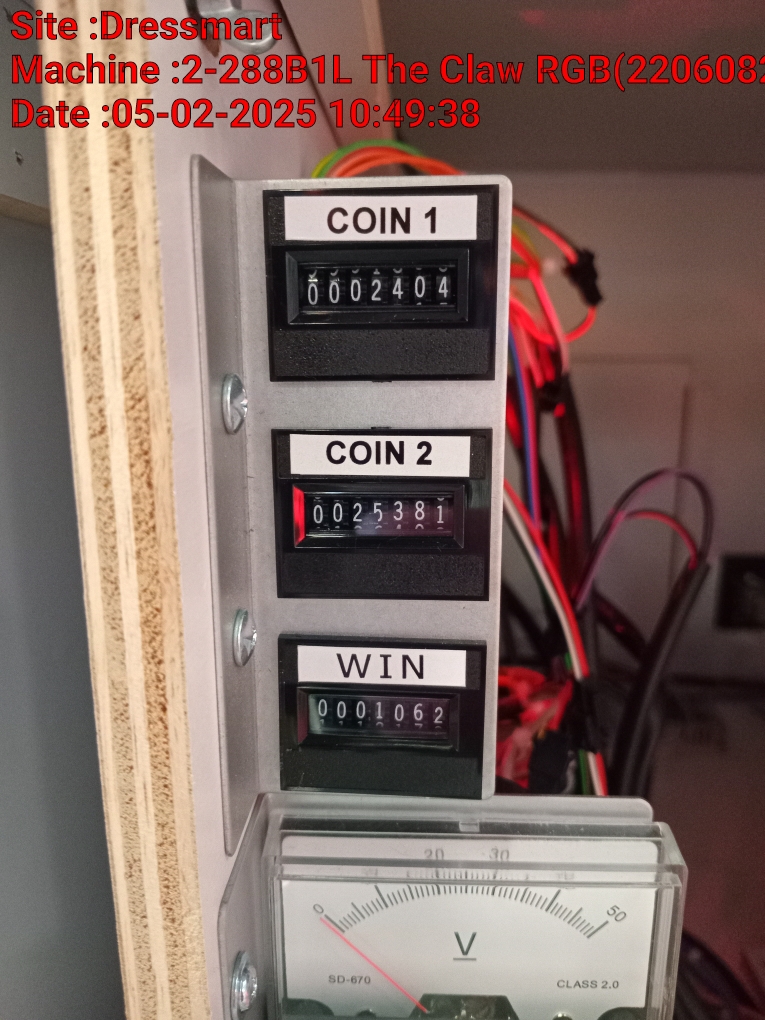 Site :Dressmart
Machine :2-288B1L The Claw RGB(2206082
Date :05-02-2025 10:49:38
COIN 1
0002404
COIN 2
0025381
WIN
0001062
20 30
0 50
V
SD-670 CLASS 2.0